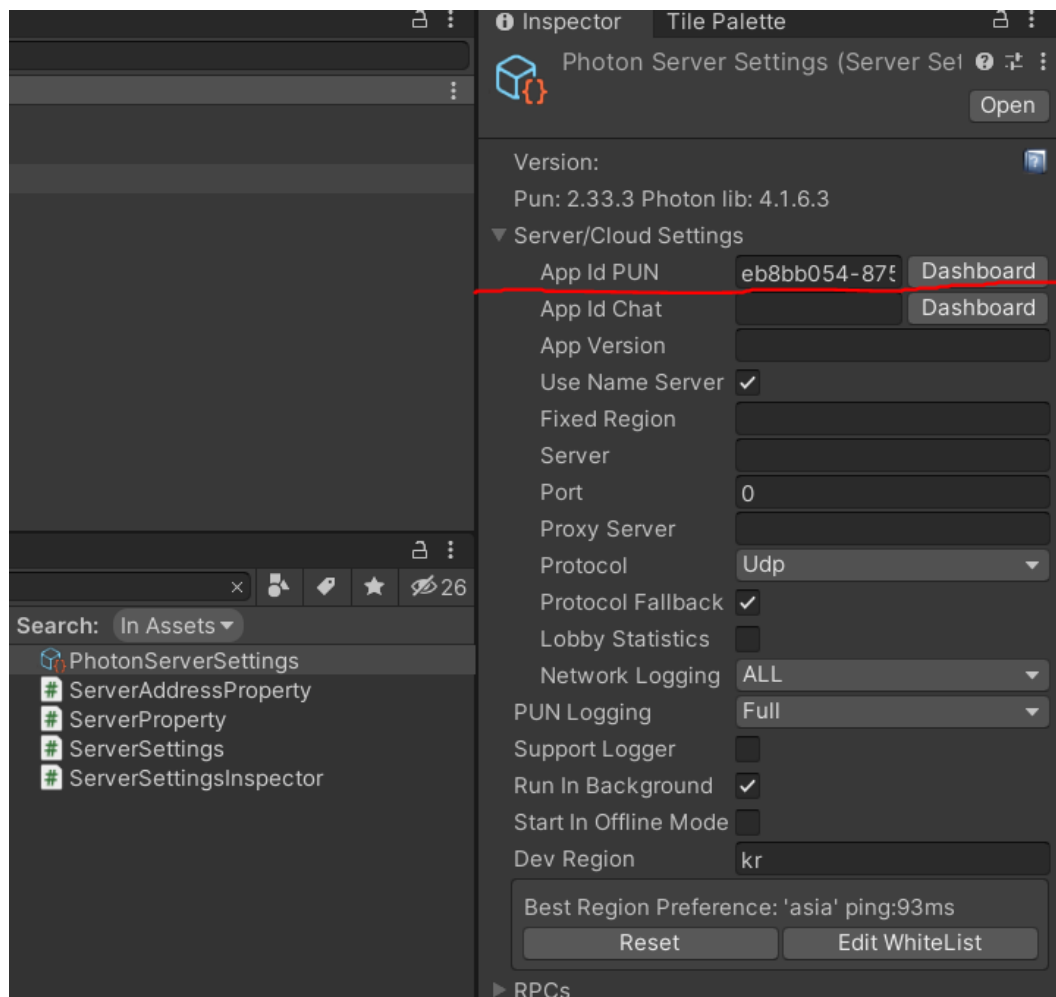 Inspector Tile Palette
Photon Server Settings (Server Set
Open
Version:
Pun: 2.33.3 Photon lib: 4.1.6.3
Server/Cloud Settings
App Id PUN eb8bb054-875 Dashboard
App Id Chat Dashboard
App Version
Use Name Server
Fixed Region
Server
Port 0
Proxy Server
Protocol Udp
Protocol Fallback
Lobby Statistics
Network Logging ALL
PUN Logging Full
Support Logger
Run In Background
Start In Offline Mode
Dev Region kr
Best Region Preference: 'asia' ping:93ms
Reset Edit WhiteList
RPCs
26
Search: In Assets
PhotonServerSettings
# ServerAddressProperty
# ServerProperty
# ServerSettings
# ServerSettingsInspector